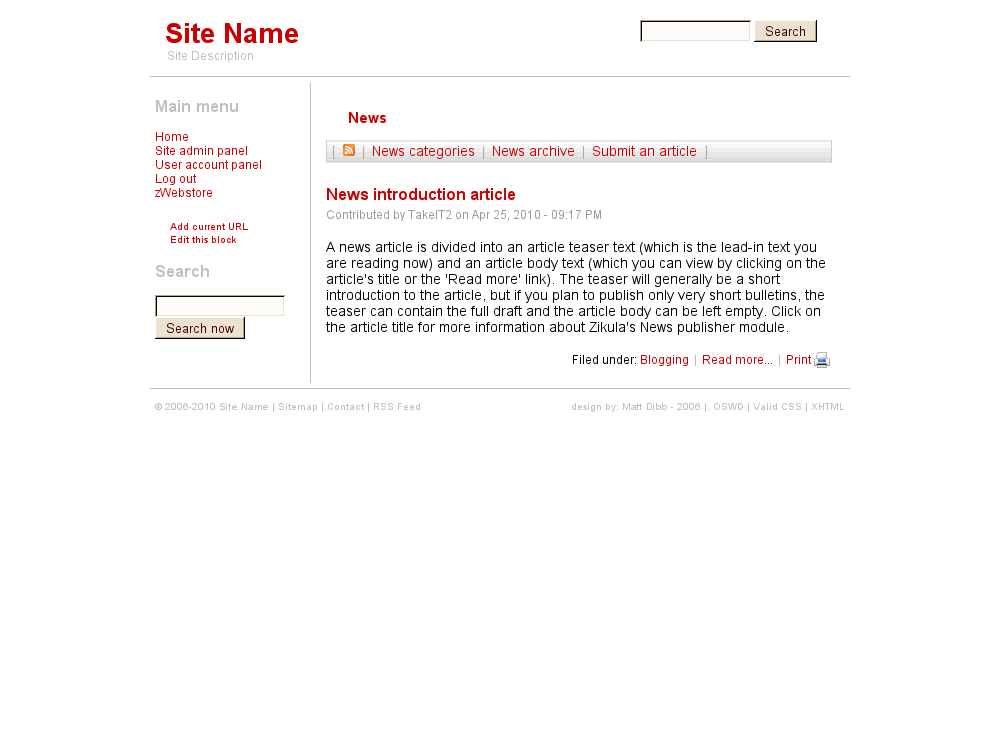 Site Name
Site Description
Search
Main menu
Home
Site admin panel
User account panel
Log out
zWebstore
Add current URL
Edit this block
Search
Search now
News
[ | News categories | News archive | Submit an article ]
News introduction article
Contributed by TakeIT2 on Apr 25, 2010 - 09:17 PM
A news article is divided into an article teaser text (which is the lead-in text you
are reading now) and an article body text (which you can view by clicking on the
article's title or the 'Read more' link). The teaser will generally be a short
introduction to the article, but if you plan to publish only very short bulletins, the
teaser can contain the full draft and the article body can be left empty. Click on
the article title for more information about Zikula's News publisher module.
Filed under: Blogging | Read more... | Print
© 2006-2010 Site Name | Sitemap | Contact | RSS Feed
design by: Matt Dibb - 2006 | OSWD | Valid CSS | XHTML